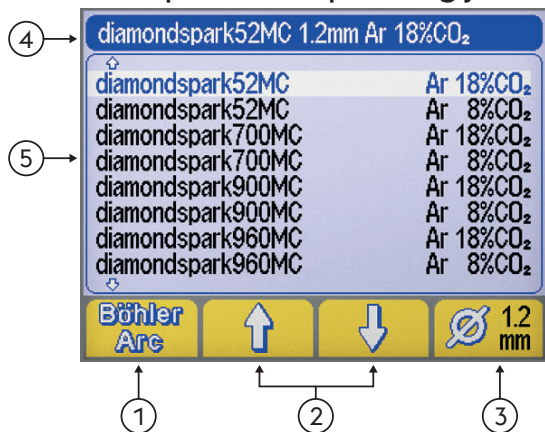 ④ diamondspark52MC 1.2mm Ar 18%CO₂
diamondspark52MC Ar 18%CO₂
diamondspark52MC Ar 8%CO₂
diamondspark700MC Ar 18%CO₂
⑤ diamondspark700MC Ar 8%CO₂
diamondspark900MC Ar 18%CO₂
diamondspark900MC Ar 8%CO₂
diamondspark960MC Ar 18%CO₂
diamondspark960MC Ar 8%CO₂
Böhler Ø 1.2
Arc mm
① ② ③